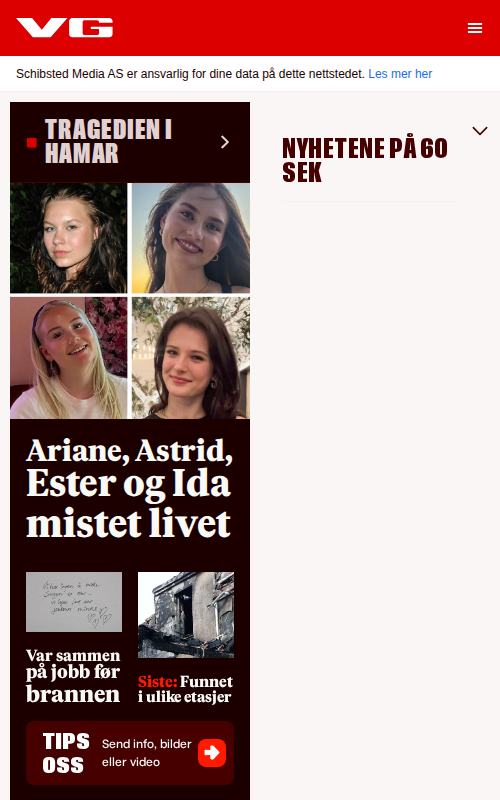 VG
Schibsted Media AS er ansvarlig for dine data på dette nettstedet. Les mer her
TRAGEDIEN I
HAMAR
Ariane, Astrid,
Ester og Ida
mistet livet
Var sammen
på jobb før
brannen
Siste: Funnet
i ulike etasjer
TIPS
OSS
Send info, bilder
eller video
NYHETENE PÅ 60
SEK